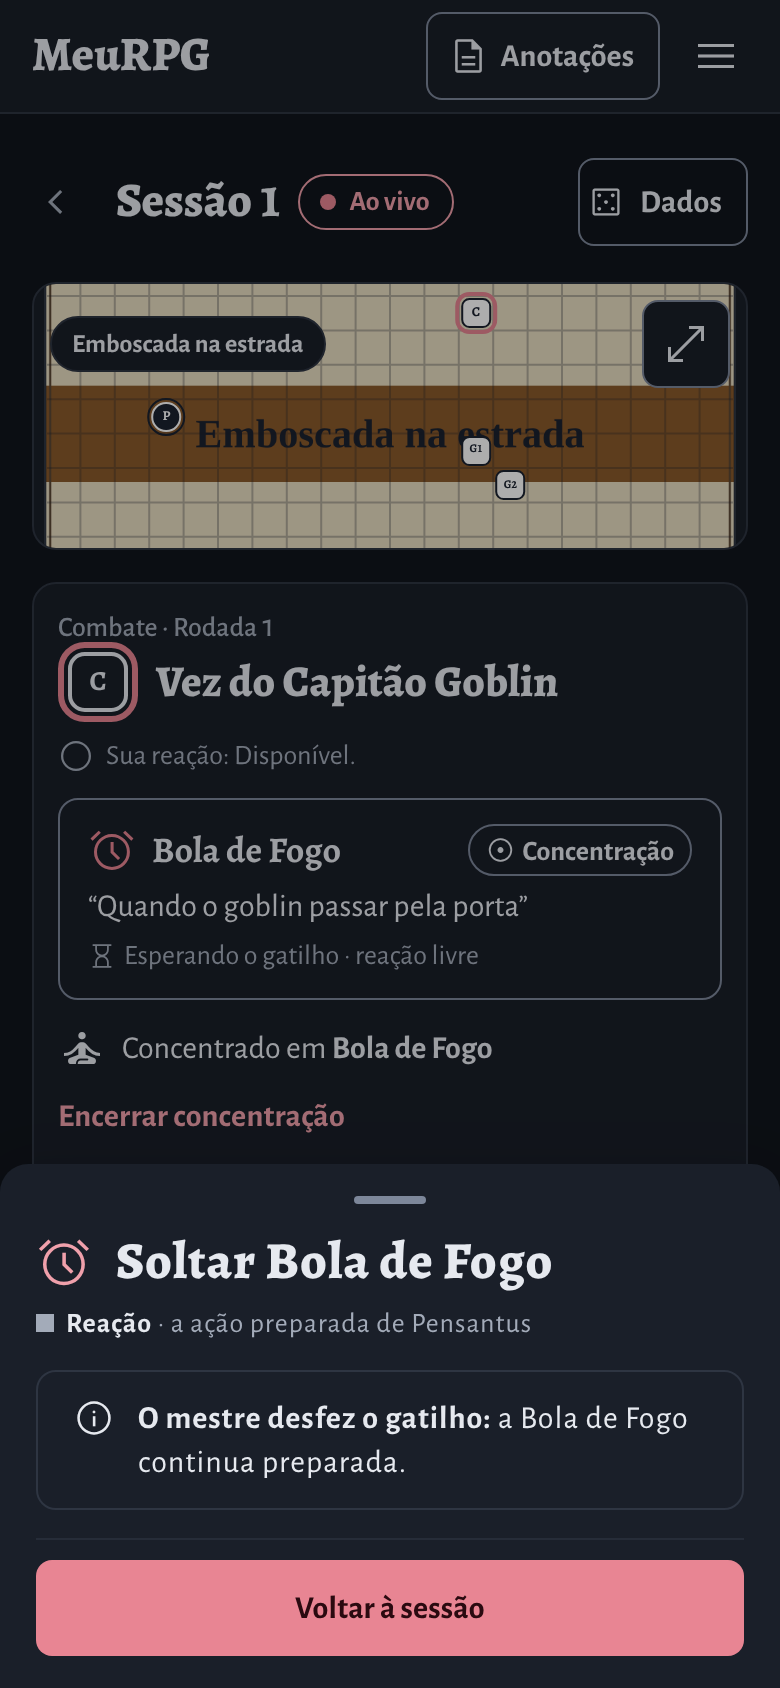 MeuRPG
Anotações
Sessão 1
Ao vivo
Dados
Emboscada na estrada
C
P
Emboscada na estrada
G1
G2
Combate · Rodada 1
C
Vez do Capitão Goblin
Sua reação: Disponível.
Bola de Fogo
Concentração
“Quando o goblin passar pela porta”
Esperando o gatilho · reação livre
Concentrado em Bola de Fogo
Encerrar concentração
Soltar Bola de Fogo
Reação · a ação preparada de Pensantus
O mestre desfez o gatilho: a Bola de Fogo
continua preparada.
Voltar à sessão